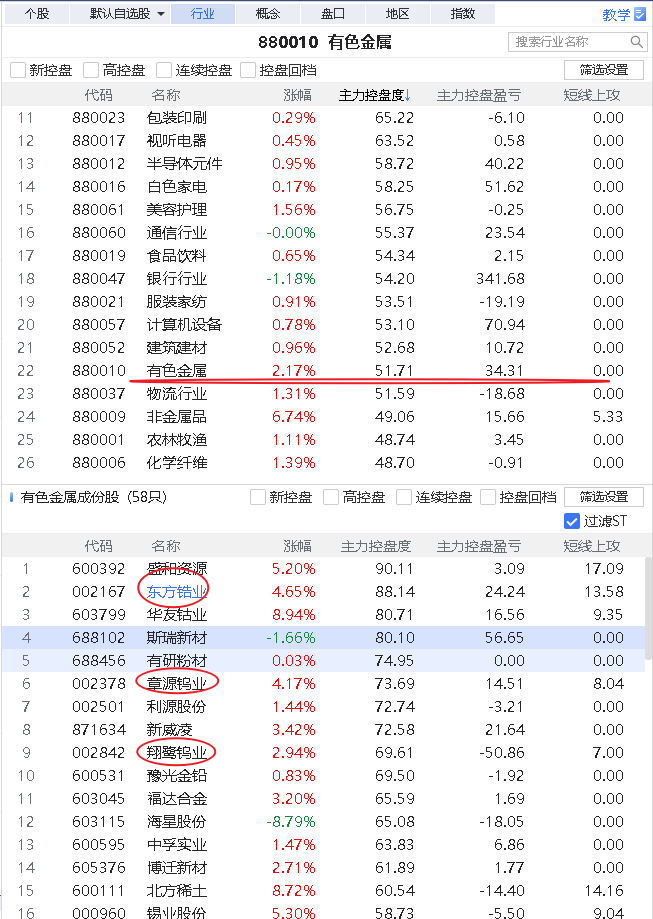 个股 默认自选股 行业 概念 盘口 地区 指数 教学
880010 有色金属 搜索行业名称
新控盘 高控盘 连续控盘 控盘回档 筛选设置
代码 名称 涨幅 主力控盘度↓ 主力控盘盈亏 短线上攻
11 880023 包装印刷 0.29% 65.22 -6.10 0.00
12 880017 视听电器 0.45% 63.52 0.58 0.00
13 880012 半导体元件 0.95% 58.72 40.22 0.00
14 880016 白色家电 0.17% 58.25 51.62 0.00
15 880061 美容护理 1.56% 56.75 -0.25 0.00
16 880060 通信行业 -0.00% 55.37 23.54 0.00
17 880019 食品饮料 0.65% 54.34 2.15 0.00
18 880047 银行行业 -1.18% 54.20 341.68 0.00
19 880021 服装家纺 0.91% 53.51 -19.19 0.00
20 880057 计算机设备 0.78% 53.10 70.94 0.00
21 880052 建筑建材 0.96% 52.68 10.72 0.00
22 880010 有色金属 2.17% 51.71 34.31 0.00
23 880037 物流行业 1.31% 51.59 -18.68 0.00
24 880009 非金属品 6.74% 49.06 15.66 5.33
25 880001 农林牧渔 1.11% 48.74 3.45 0.00
26 880006 化学纤维 1.39% 48.70 -0.91 0.00
有色金属成份股（58只） 新控盘 高控盘 连续控盘 控盘回档 筛选设置
过滤ST
代码 名称 涨幅 主力控盘度 主力控盘盈亏 短线上攻
1 600392 盛和资源 5.20% 90.11 3.09 17.09
2 002167 东方锆业 4.65% 88.14 24.24 13.58
3 603799 华友钴业 8.94% 80.71 16.56 9.35
4 688102 斯瑞新材 -1.66% 80.10 56.65 0.00
5 688456 有研粉材 0.03% 74.95 0.00 0.00
6 002378 章源钨业 4.17% 73.69 14.51 8.04
7 002501 利源股份 1.44% 72.74 -3.21 0.00
8 871634 新威凌 3.42% 72.58 21.64 0.00
9 002842 翔鹭钨业 2.94% 69.61 -50.86 7.00
10 600531 豫光金铅 0.83% 69.50 -1.92 0.00
11 603045 福达合金 3.20% 65.59 1.69 0.00
12 603115 海星股份 -8.79% 65.08 -18.05 0.00
13 600595 中孚实业 1.47% 63.83 6.86 0.00
14 605376 博迁新材 2.71% 61.89 1.77 0.00
15 600111 北方稀土 8.72% 60.54 -14.40 14.16
16 000960 锡业股份 5.30% 58.73 -5.50 9.04